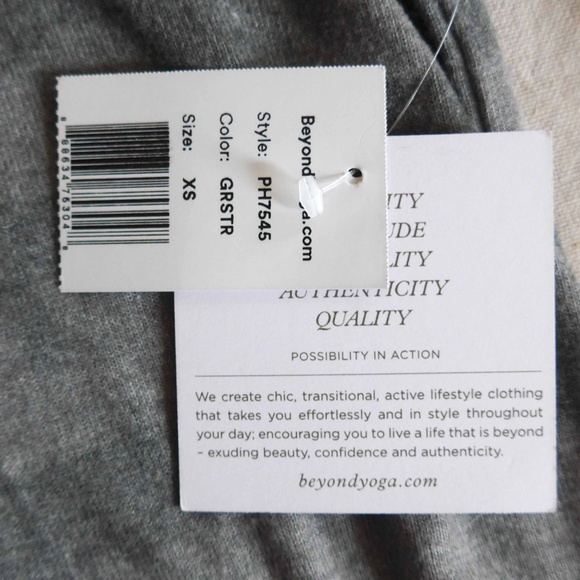 Beyondyoga.com
Style: PH7545
Color: GRSTR
Size: XS
AUTHENTICITY
QUALITY
POSSIBILITY IN ACTION
We create chic, transitional, active lifestyle clothing
that takes you effortlessly and in style throughout
your day; encouraging you to live a life that is beyond
– exuding beauty, confidence and authenticity.
beyondyoga.com